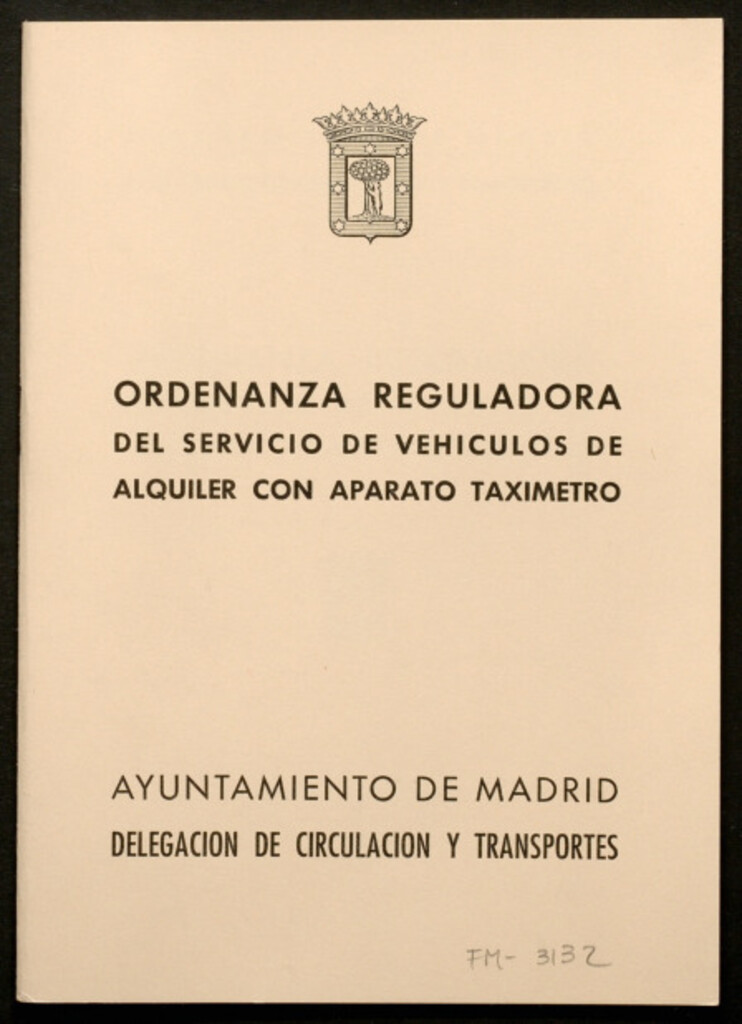 ORDENANZA REGULADORA
DEL SERVICIO DE VEHICULOS DE
ALQUILER CON APARATO TAXIMETRO
AYUNTAMIENTO DE MADRID
DELEGACION DE CIRCULACION Y TRANSPORTES
FM- 3132